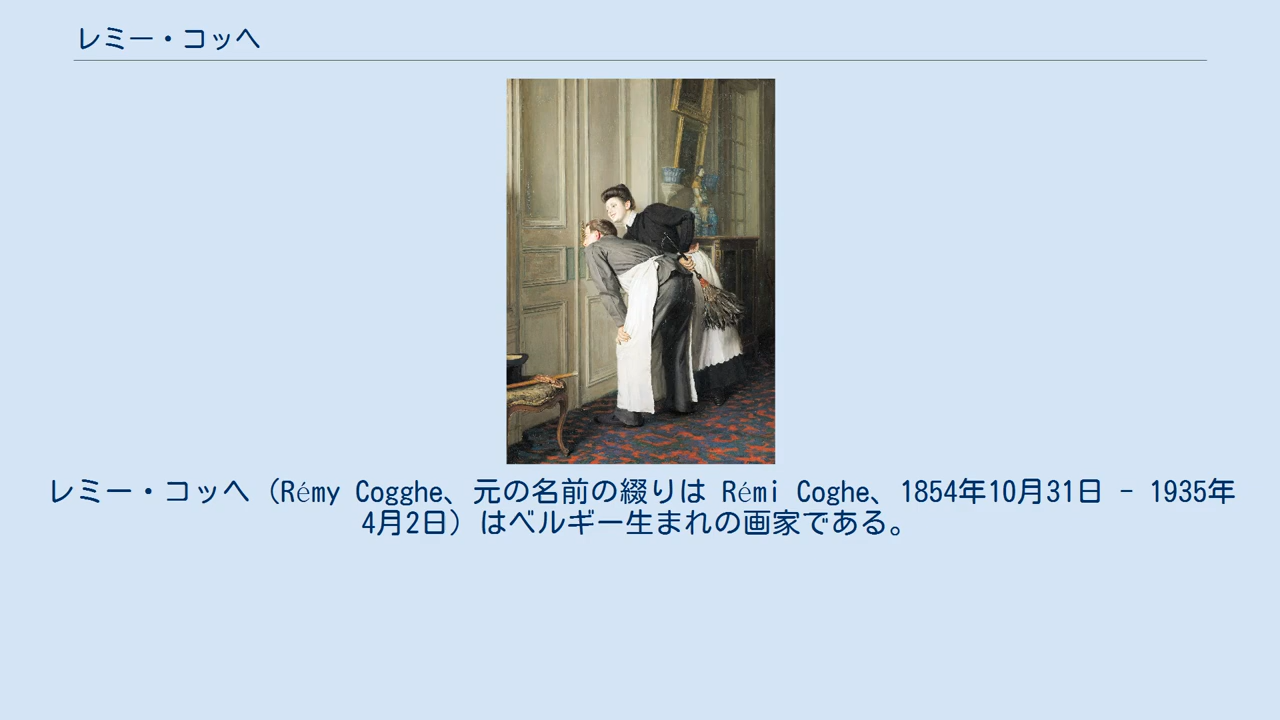 レミー・コッヘ
レミー・コッヘ（Rémy Cogghe、元の名前の綴りは Rémi Coghe、1854年10月31日 - 1935年
4月2日）はベルギー生まれの画家である。